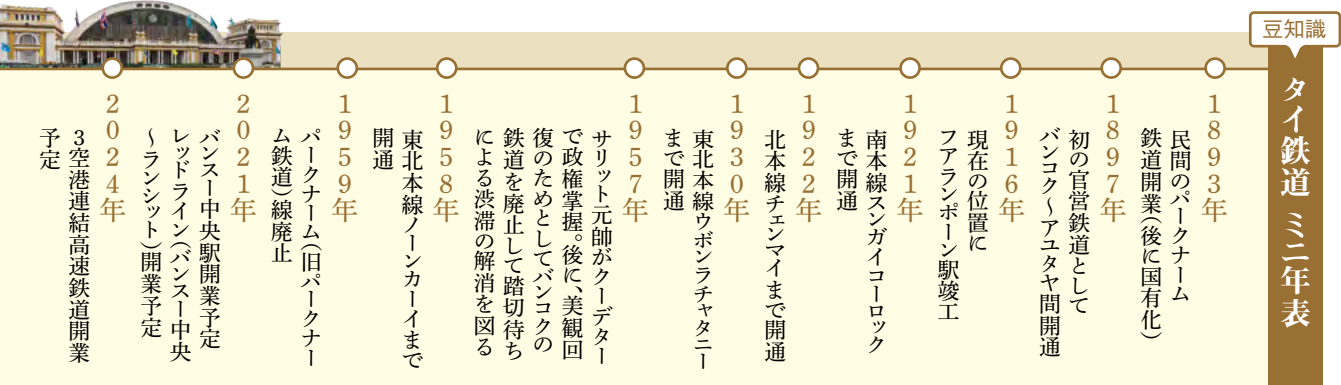 豆知識
タイ鉄道 ミニ年表
1893年
民間のパークナーム
鉄道開業(後に国有化)
1897年
初の官営鉄道として
バンコク～アユタヤ間開通
1916年
現在の位置に
フアランポーン駅竣工
1921年
南本線スンガイコーロック
まで開通
1922年
北本線チェンマイまで開通
1930年
東北本線ウボンラチャタニー
まで開通
1957年
サリット元帥がクーデター
で政権掌握。後に、美観回
復のためとしてバンコクの
鉄道を廃止して踏切待ち
による渋滞の解消を図る
1958年
東北本線ノーンカーイまで
開通
1959年
パークナーム(旧パークナー
ム鉄道)線廃止
2021年
バンスー中央駅開業予定
レッドライン(バンスー中央
～ランシット)開業予定
2024年
3空港連結高速鉄道開業
予定